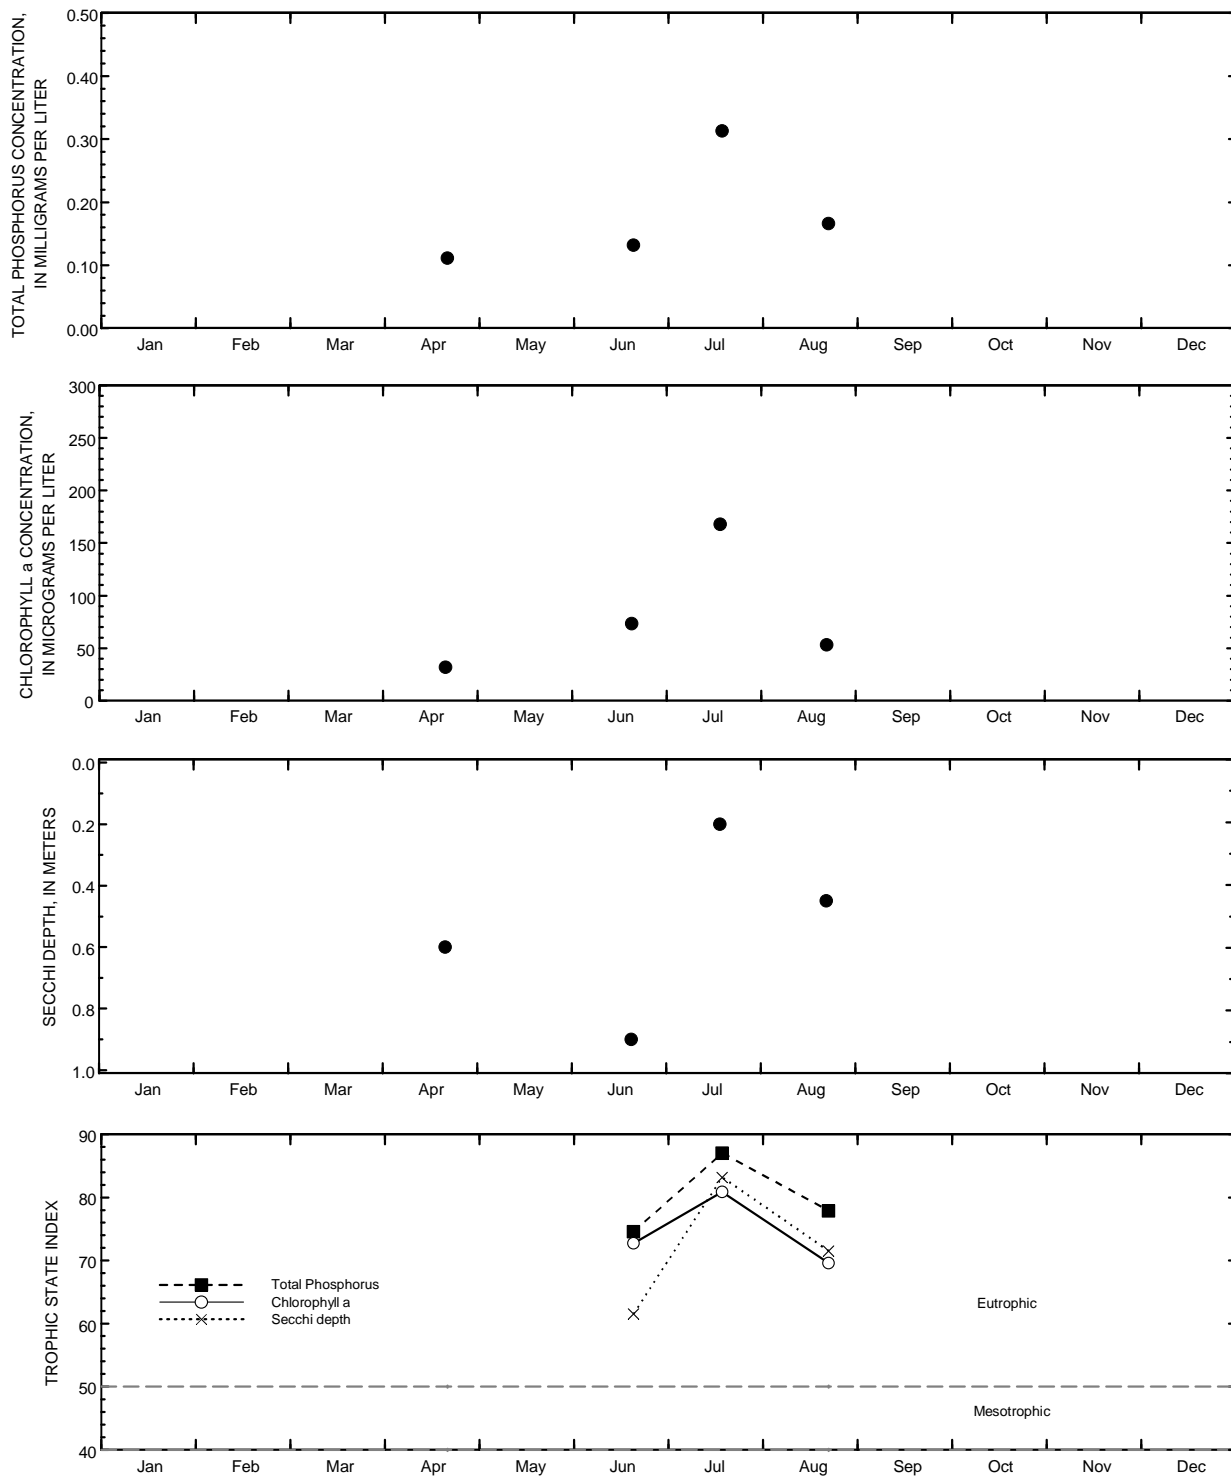 TOTAL PHOSPHORUS CONCENTRATION,
IN MILLIGRAMS PER LITER
0.50
0.40
0.30
0.20
0.10
0.00
Jan Feb Mar Apr May Jun Jul Aug Sep Oct Nov Dec
CHLOROPHYLL a CONCENTRATION,
IN MICROGRAMS PER LITER
300
250
200
150
100
50
0
Jan Feb Mar Apr May Jun Jul Aug Sep Oct Nov Dec
SECCHI DEPTH, IN METERS
0.0
0.2
0.4
0.6
0.8
1.0
Jan Feb Mar Apr May Jun Jul Aug Sep Oct Nov Dec
TROPHIC STATE INDEX
90
80
70
60
50
40
Total Phosphorus
Chlorophyll a
Secchi depth
Eutrophic
Mesotrophic
Jan Feb Mar Apr May Jun Jul Aug Sep Oct Nov Dec